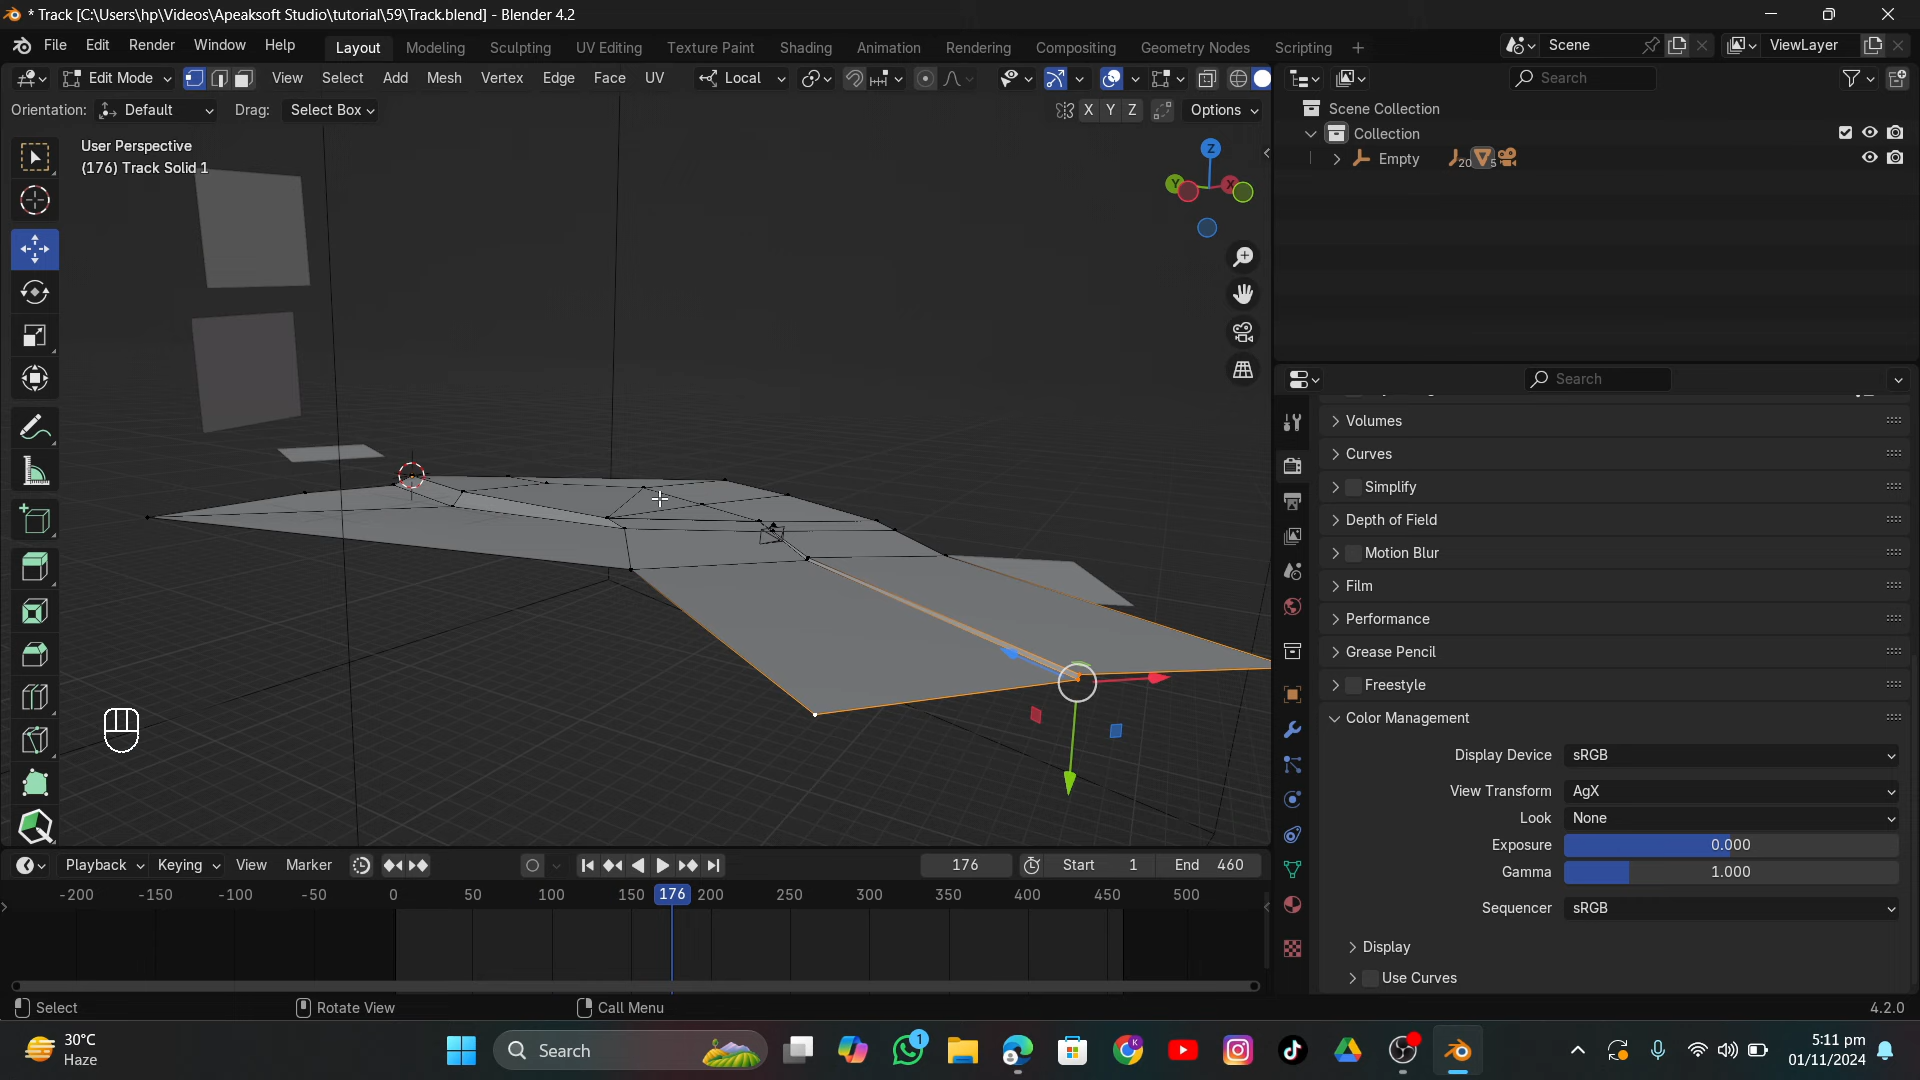 * Track [C:\Users\hp\Videos\Apeaksoft Studio\tutorial\59\Track.blend] - Blender 4.2
File Edit Render Window Help Layout Modeling Sculpting UV Editing Texture Paint Shading Animation Rendering Compositing Geometry Nodes Scripting + Scene ViewLayer
Edit Mode View Select Add Mesh Vertex Edge Face UV Local Search
Orientation: Default Drag: Select Box X Y Z Options
Scene Collection
Collection
Empty 20 5
User Perspective
(176) Track Solid 1
Z
Y X
Search
Volumes
Curves
Simplify
Depth of Field
Motion Blur
Film
Performance
Grease Pencil
Freestyle
Color Management
Display Device sRGB
View Transform AgX
Look None
Exposure 0.000
Gamma 1.000
Sequencer sRGB
Display
Use Curves
Playback Keying View Marker 176 Start 1 End 460
-200 -150 -100 -50 0 50 100 150 176 200 250 300 350 400 450 500
Select Rotate View Call Menu 4.2.0
30°C
Haze
Search
1
5:11 pm
01/11/2024